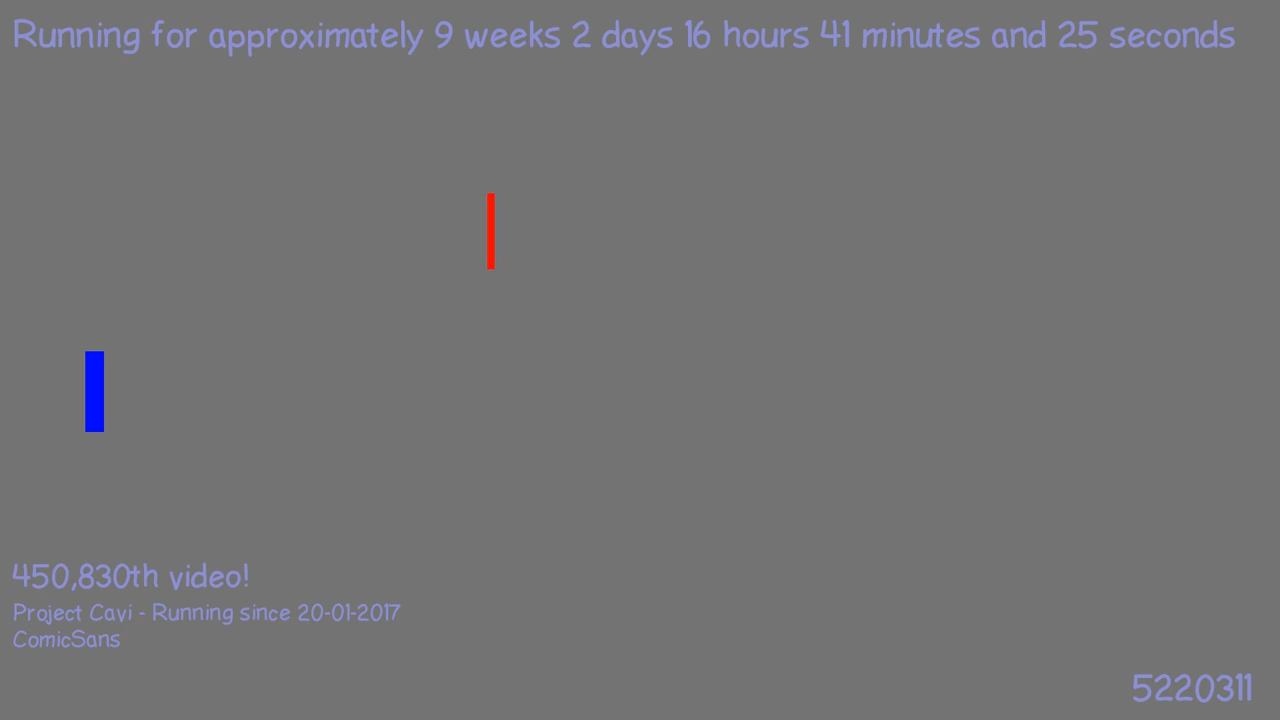 Running for approximately 9 weeks 2 days 16 hours 41 minutes and 25 seconds
450,830th video!
Project Cavi - Running since 20-01-2017
ComicSans
5220311